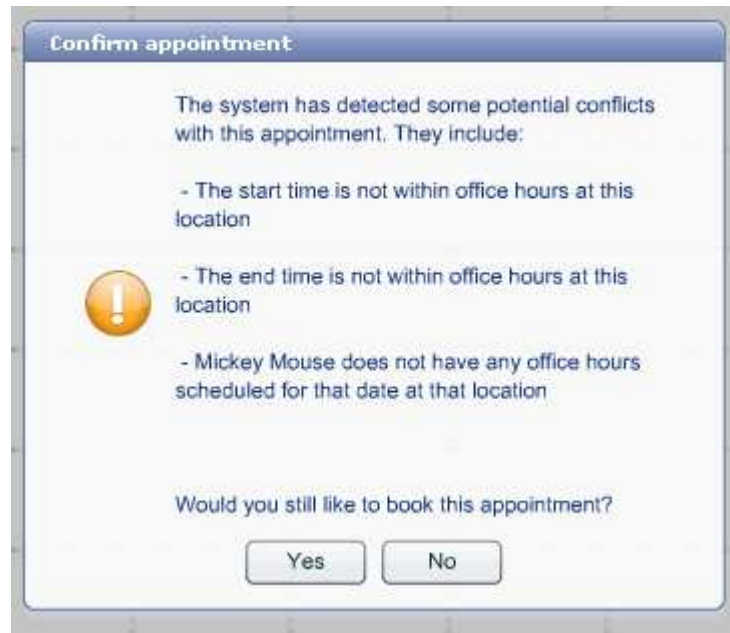 Confirm appointment
The system has detected some potential conflicts
with this appointment. They include:
- The start time is not within office hours at this
location
- The end time is not within office hours at this
location
- Mickey Mouse does not have any office hours
scheduled for that date at that location
Would you still like to book this appointment?
Yes No